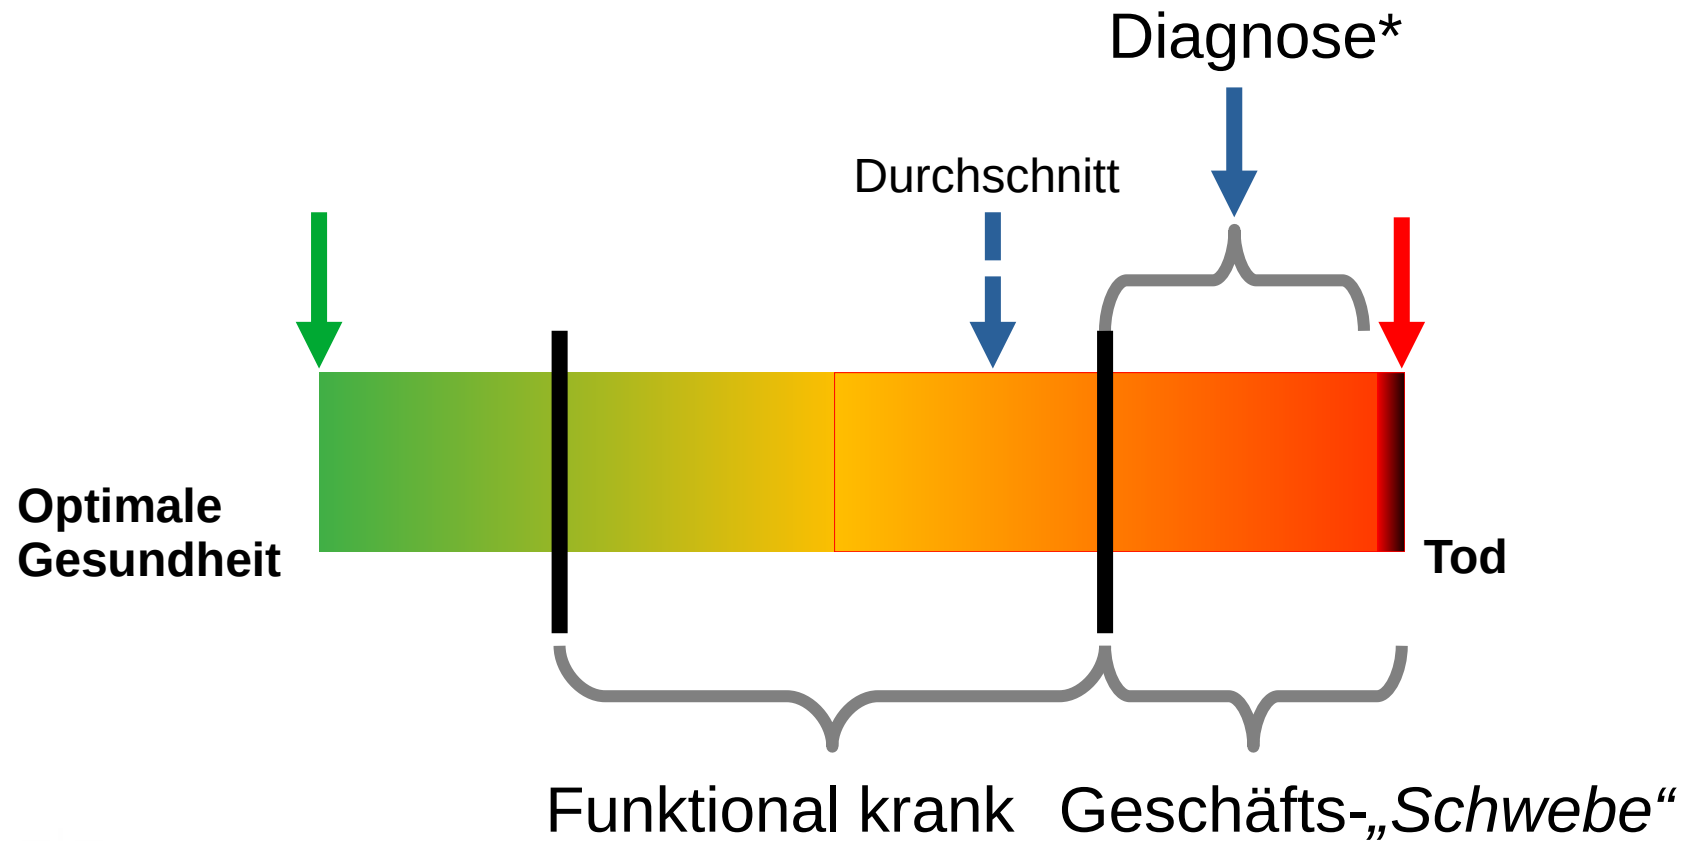 Diagnose*
Durchschnitt
Optimale
Gesundheit
Tod
Funktional krank
Geschäfts-„Schwebe“